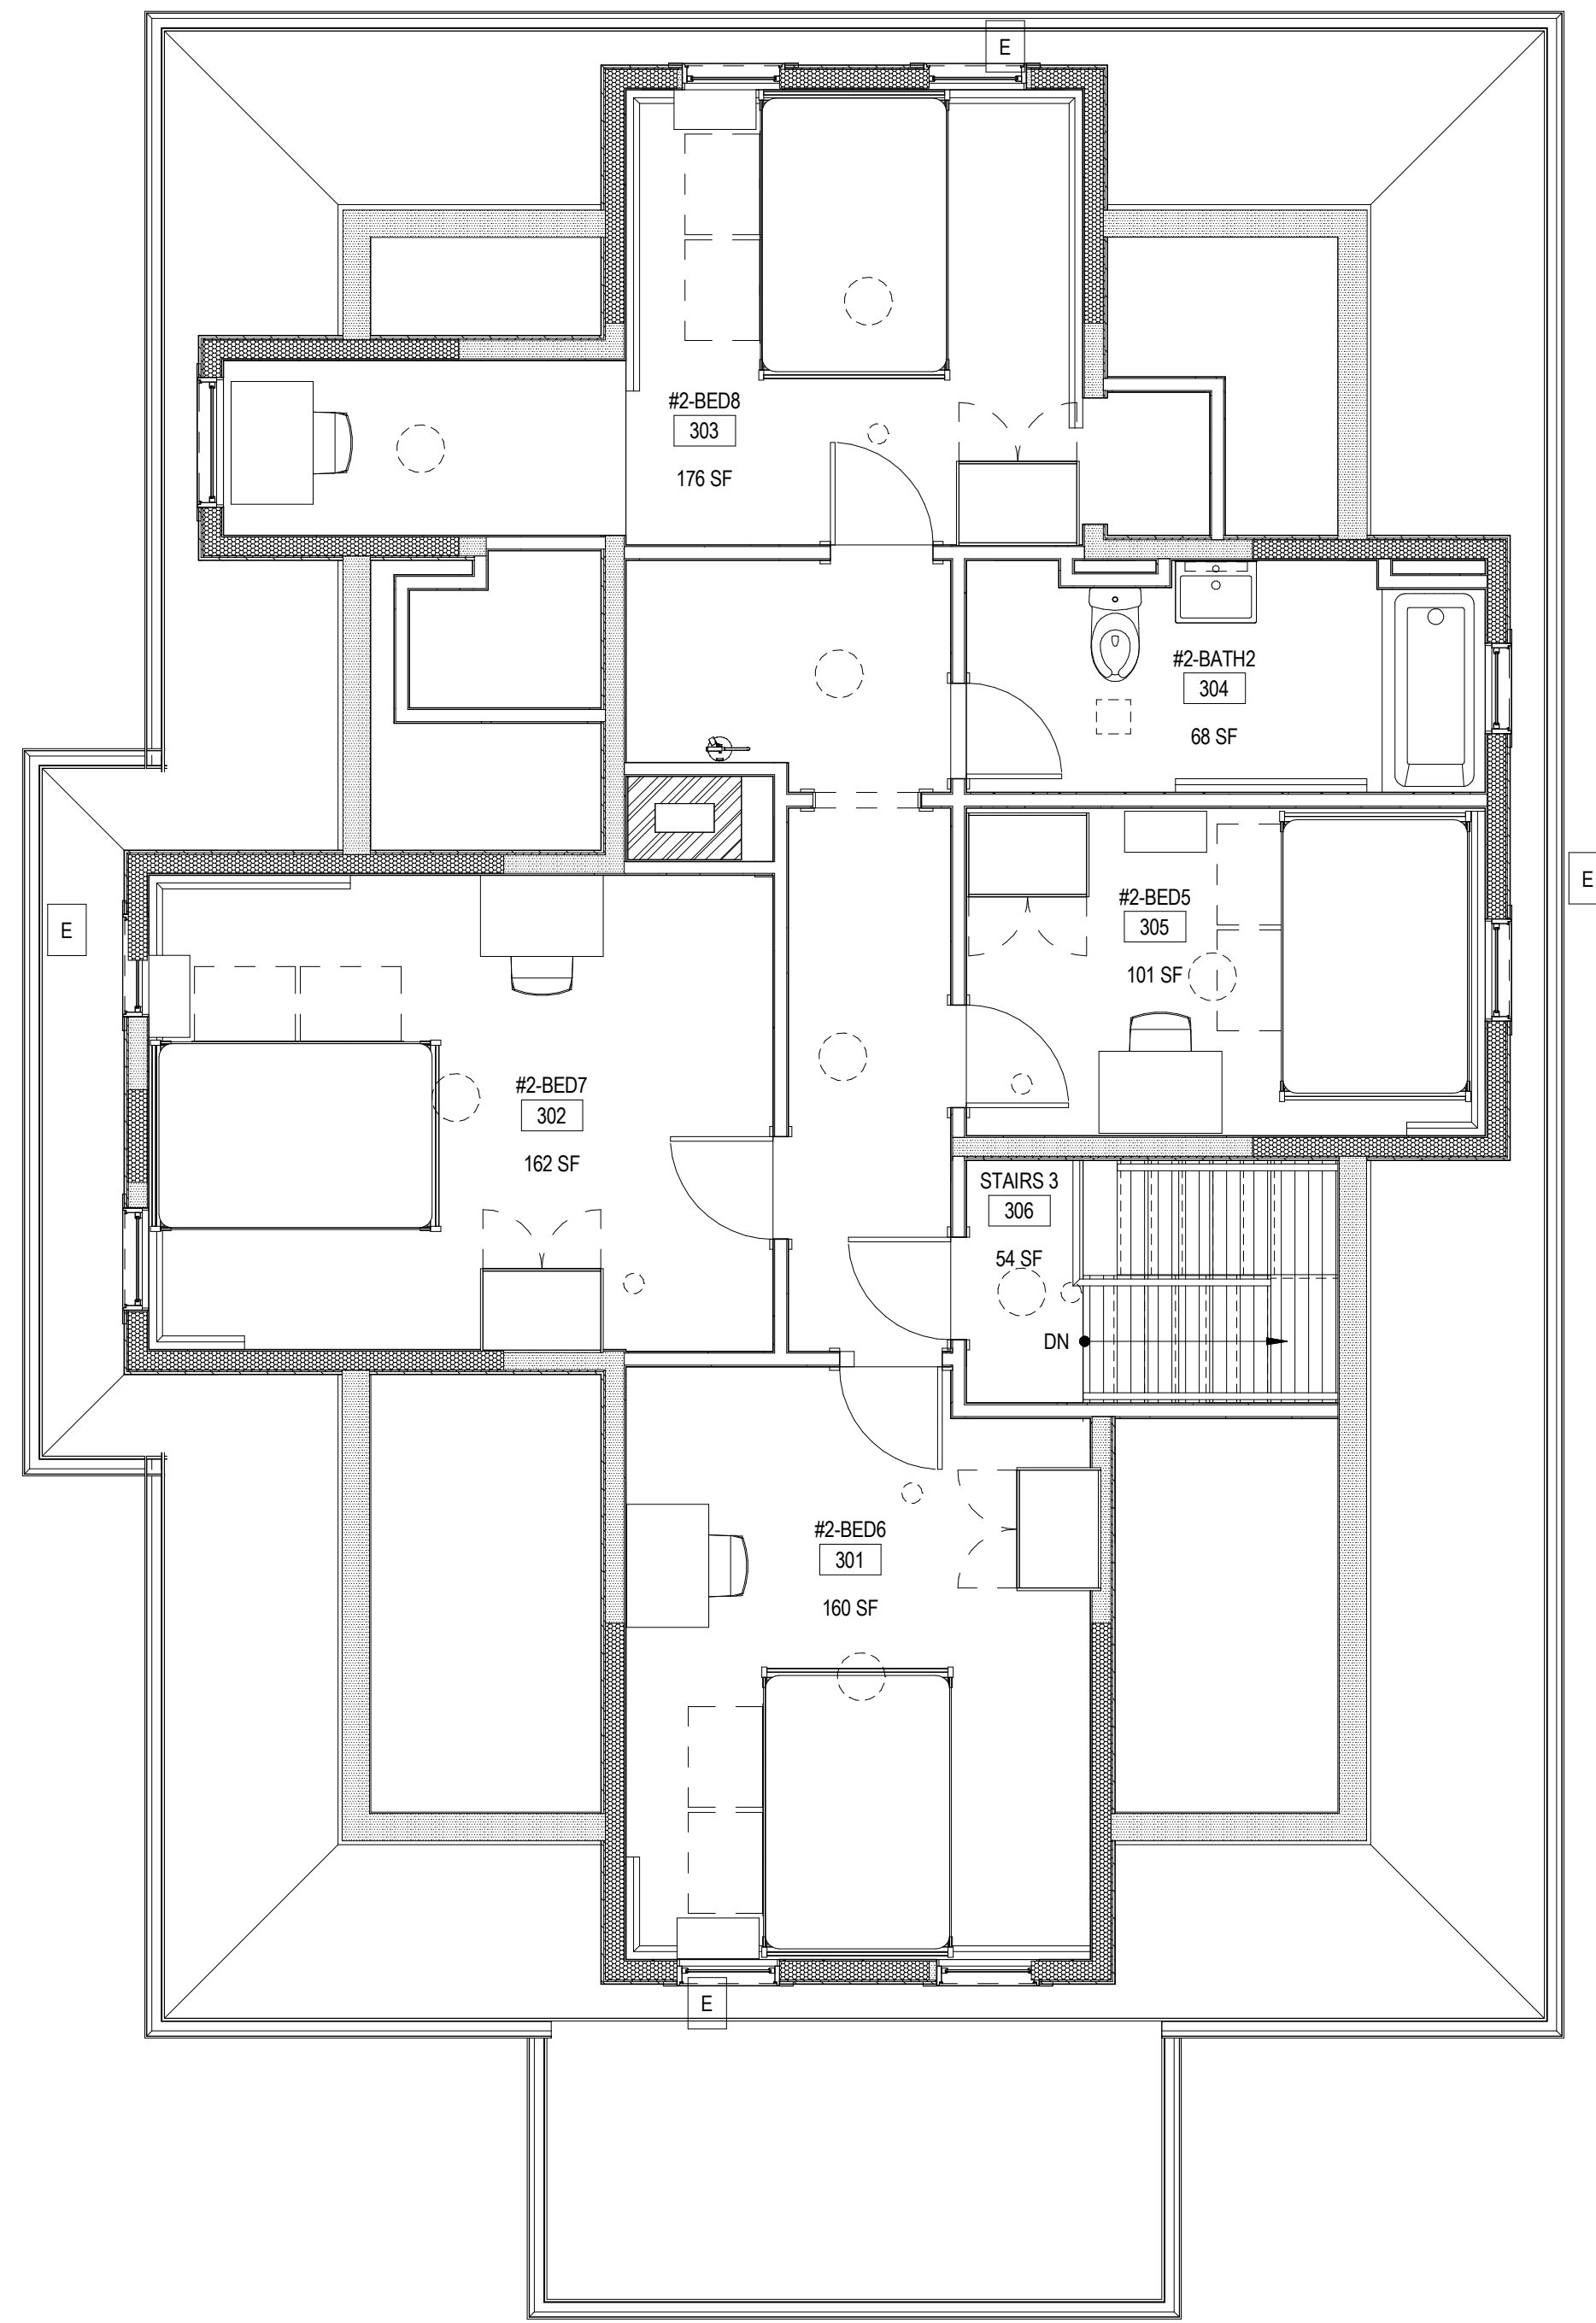 E
#2-BED8
303
176 SF
#2-BATH2
304
68 SF
E
#2-BED5
305
101 SF
E
#2-BED7
302
162 SF
STAIRS 3
306
54 SF
DN
#2-BED6
301
160 SF
E